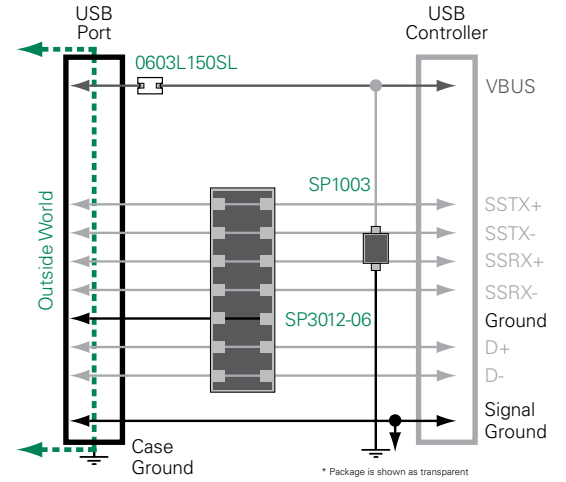 USB
Port
USB
Controller
0603L150SL
VBUS
SP1003
SSTX+
SSTX-
SSRX+
SSRX-
Outside World
SP3012-06
Ground
D+
D-
Signal
Ground
Case
Ground
* Package is shown as transparent